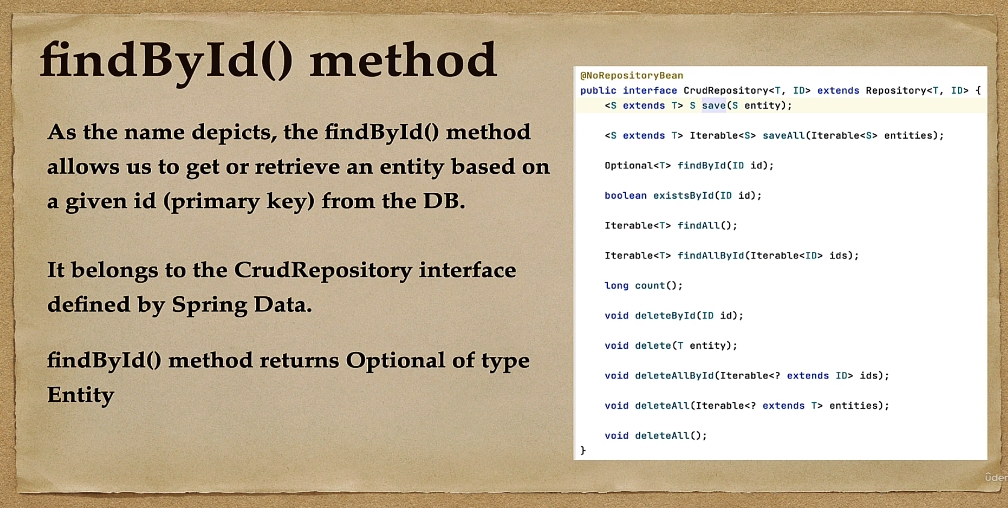 findById() method
As the name depicts, the findById() method
allows us to get or retrieve an entity based on
a given id (primary key) from the DB.
It belongs to the CrudRepository interface
defined by Spring Data.
findById() method returns Optional of type
Entity
@NoRepositoryBean
public interface CrudRepository<T, ID> extends Repository<T, ID> {
<S extends T> S save(S entity);
<S extends T> Iterable<S> saveAll(Iterable<S> entities);
Optional<T> findById(ID id);
boolean existsById(ID id);
Iterable<T> findAll();
Iterable<T> findAllById(Iterable<ID> ids);
long count();
void deleteById(ID id);
void delete(T entity);
void deleteAllById(Iterable<? extends ID> ids);
void deleteAll(Iterable<? extends T> entities);
void deleteAll();
}